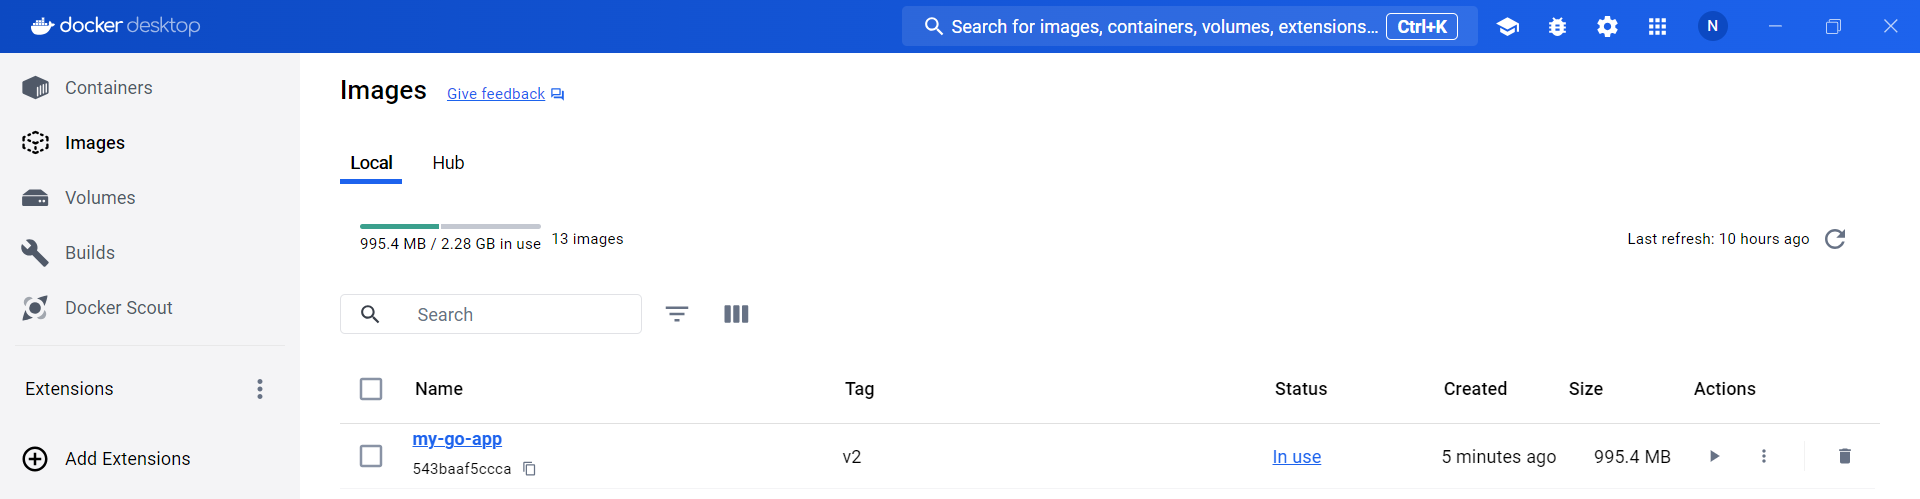 docker desktop
Search for images, containers, volumes, extensions... Ctrl+K
N
Containers
Images
Volumes
Builds
Docker Scout
Extensions
Add Extensions
Images Give feedback
Local Hub
995.4 MB / 2.28 GB in use 13 images
Last refresh: 10 hours ago
Search
Name Tag Status Created Size Actions
my-go-app
543baaf5ccca
v2 In use 5 minutes ago 995.4 MB